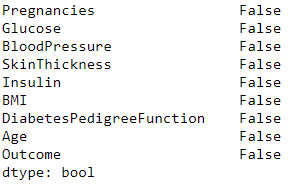 Pregnancies False
Glucose False
BloodPressure False
SkinThickness False
Insulin False
BMI False
DiabetesPedigreeFunction False
Age False
Outcome False
dtype: bool